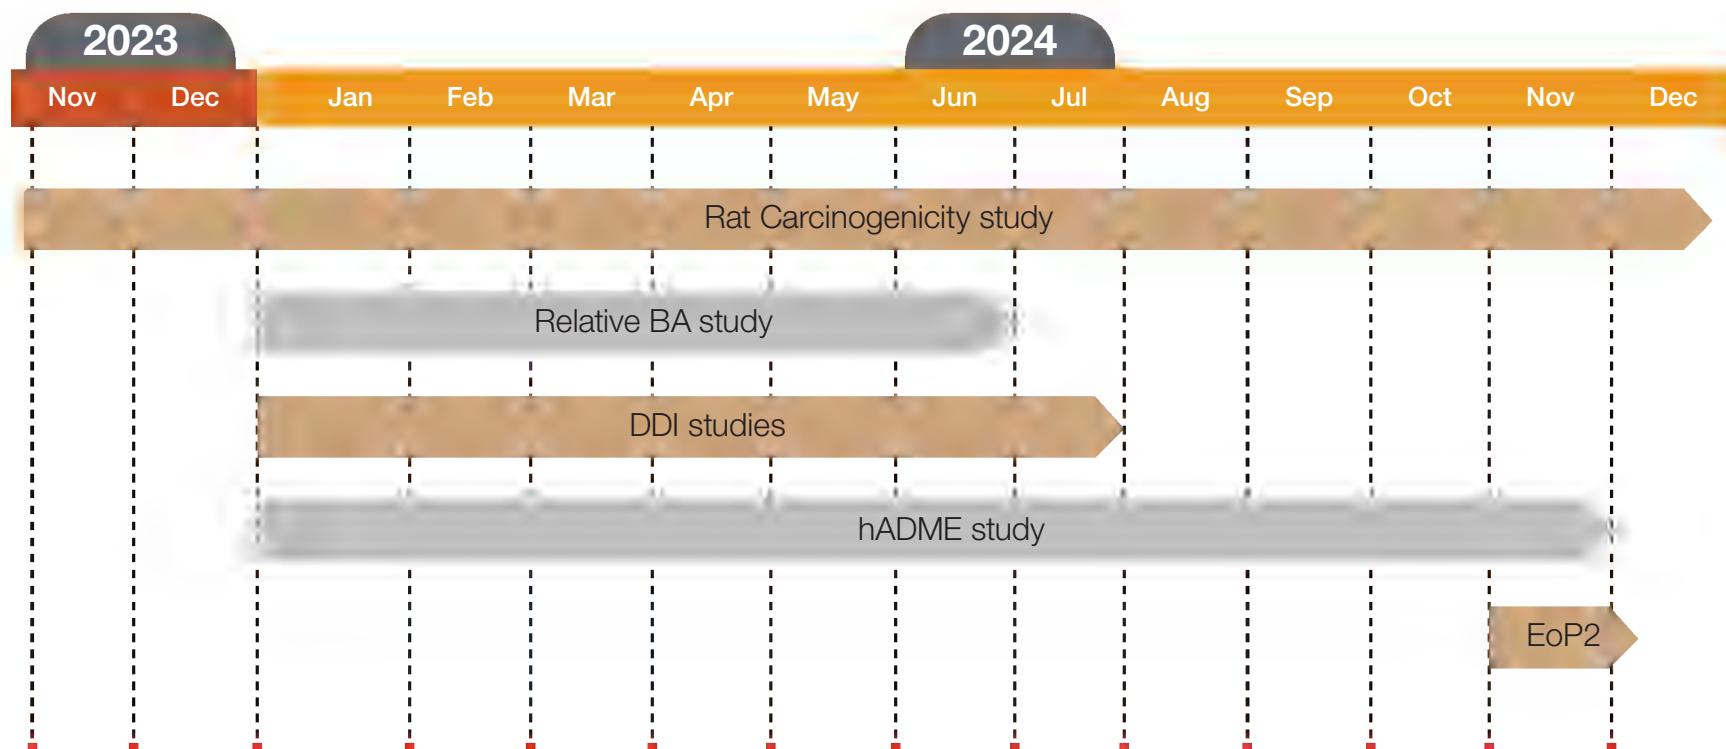 2023 2024
Nov Dec Jan Feb Mar Apr May Jun Jul Aug Sep Oct Nov Dec
Rat Carcinogenicity study
Relative BA study
DDI studies
hADME study
EoP2